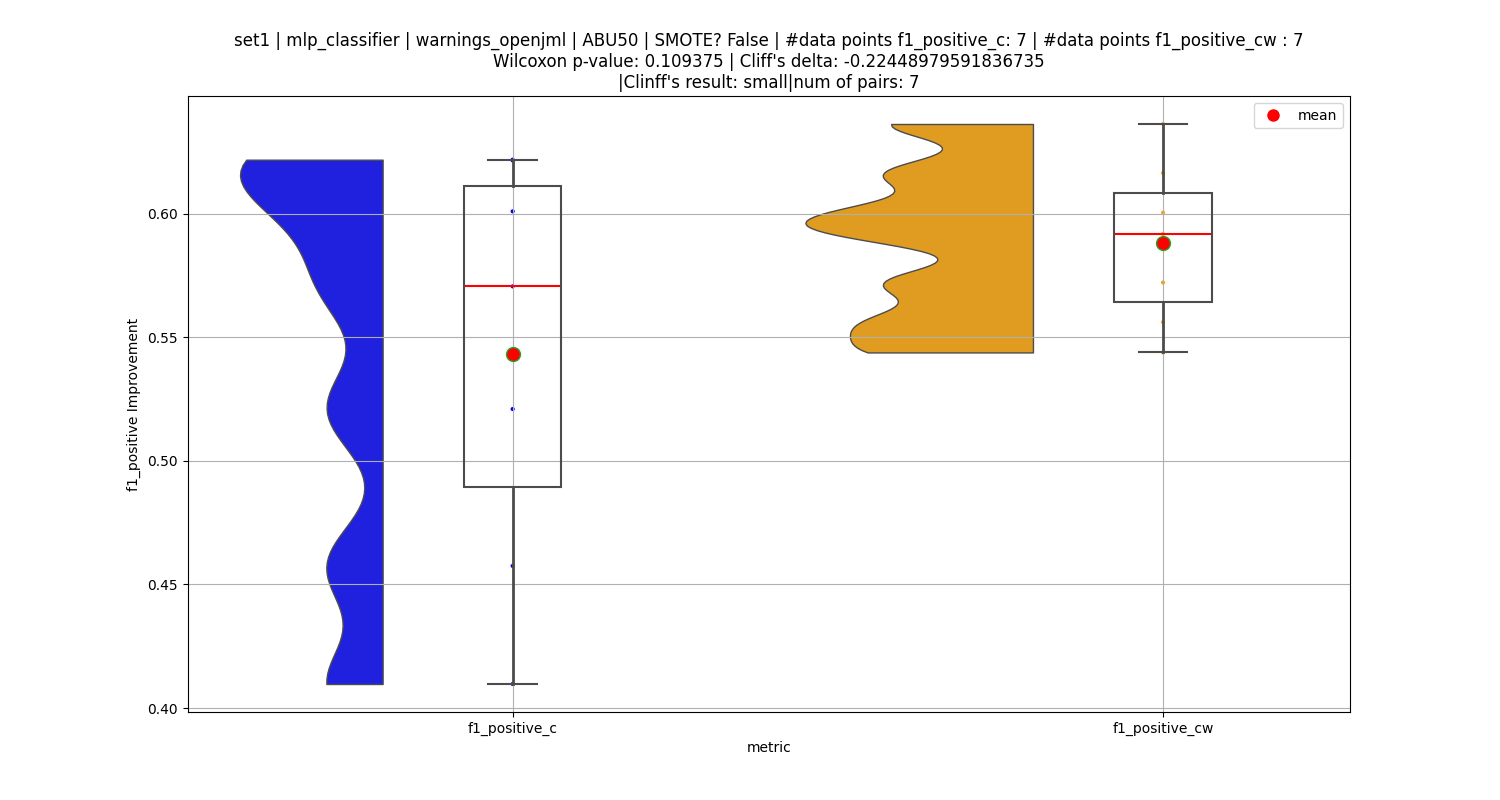 set1 | mlp_classifier | warnings_openjml | ABU50 | SMOTE? False | #data points f1_positive_c: 7 | #data points f1_positive_cw : 7
Wilcoxon p-value: 0.109375 | Cliff's delta: -0.22448979591836735
|Clinff's result: small|num of pairs: 7
mean
0.60
0.55
0.50
0.45
0.40
f1_positive Improvement
f1_positive_c
f1_positive_cw
metric